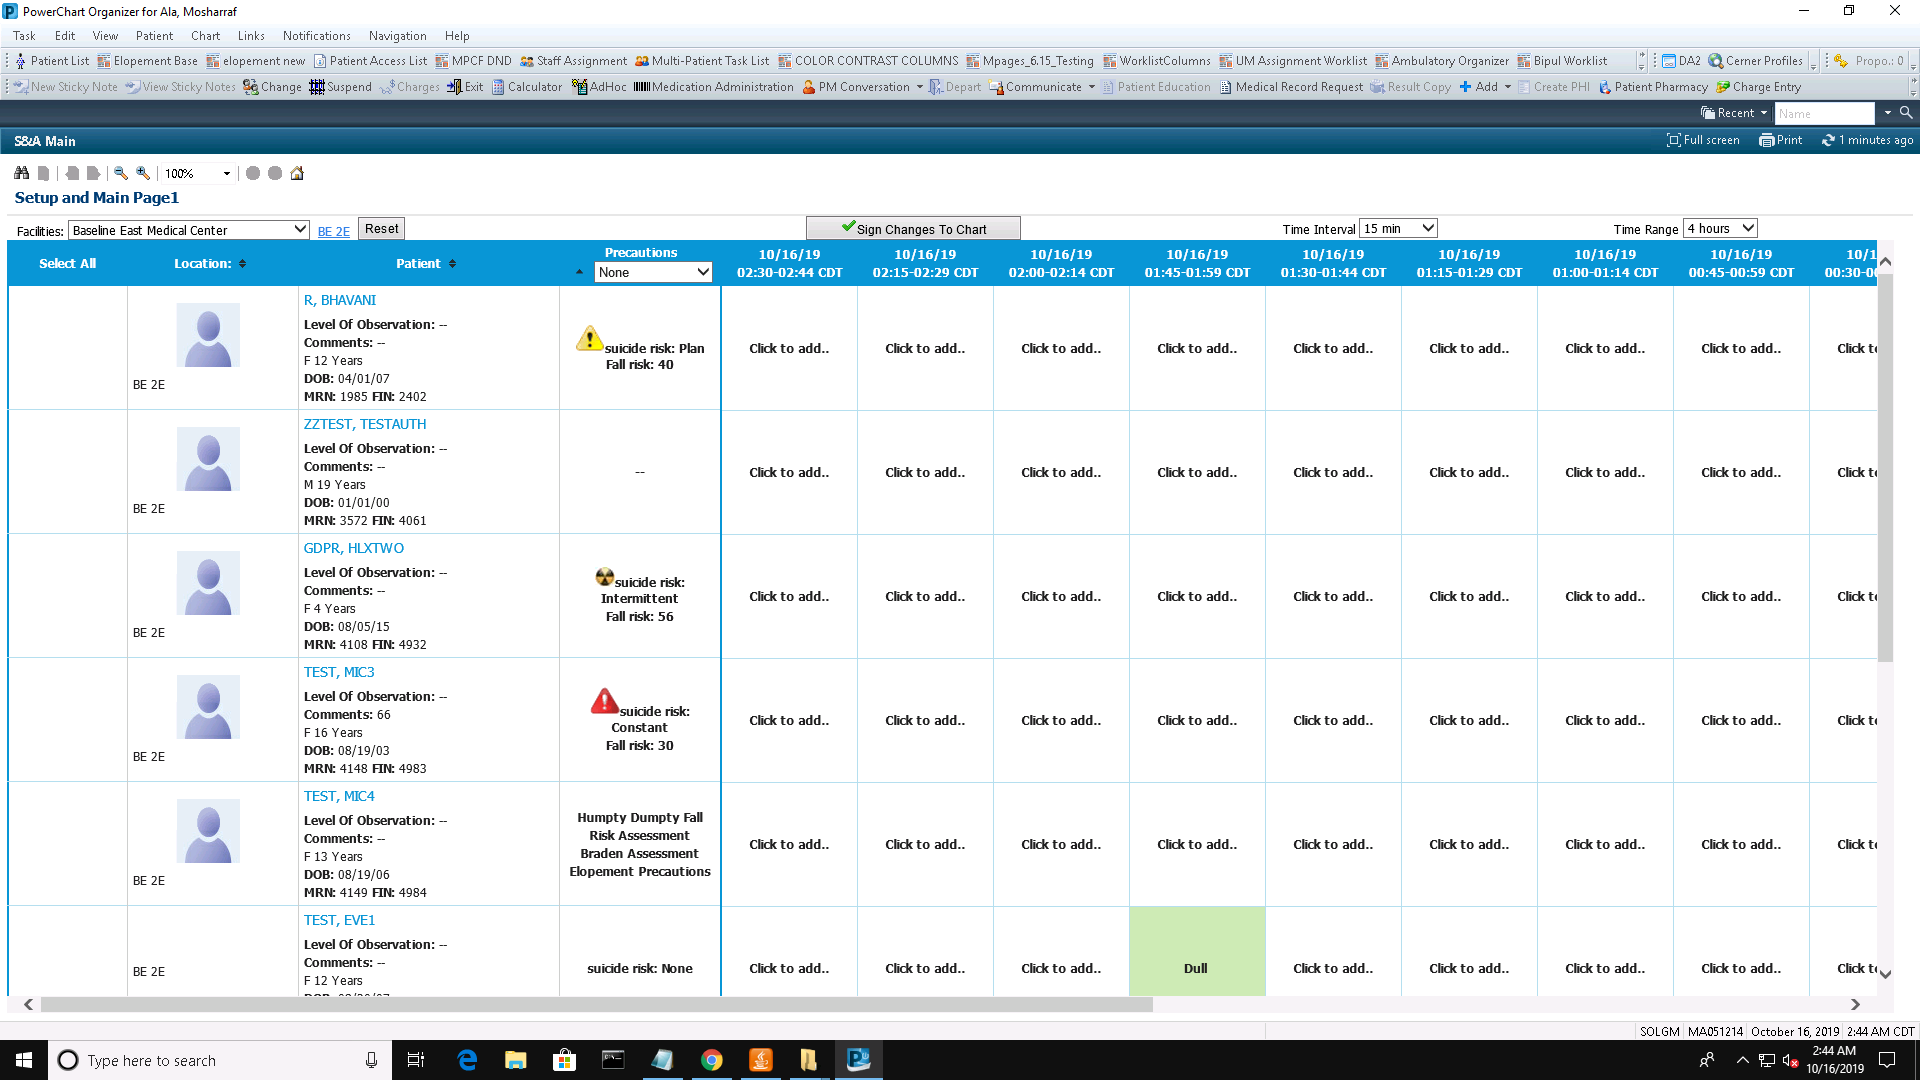 PowerChart Organizer for Ala, Mosharraf
Task Edit View Patient Chart Links Notifications Navigation Help
Patient List Elopement Base elopement new Patient Access List MPCF DND Staff Assignment Multi-Patient Task List COLOR CONTRAST COLUMNS Mpages_6.15_Testing WorklistColumns UM Assignment Worklist Ambulatory Organizer Bipul Worklist DA2 Cerner Profiles Propo.: 0
New Sticky Note View Sticky Notes Change Suspend Charges Exit Calculator AdHoc Medication Administration PM Conversation Depart Communicate Patient Education Medical Record Request Result Copy Add Create PHI Patient Pharmacy Charge Entry
Recent Name
S&A Main Full screen Print 1 minutes ago
100%
Setup and Main Page1
Facilities: Baseline East Medical Center BE 2E Reset Sign Changes To Chart Time Interval 15 min Time Range 4 hours
Select All Location: Patient Precautions None
10/16/19 10/16/19 10/16/19 10/16/19 10/16/19 10/16/19 10/16/19 10/16/19 10/1
02:30-02:44 CDT 02:15-02:29 CDT 02:00-02:14 CDT 01:45-01:59 CDT 01:30-01:44 CDT 01:15-01:29 CDT 01:00-01:14 CDT 00:45-00:59 CDT 00:30-0
R, BHAVANI
Level Of Observation: --
Comments: --
F 12 Years
DOB: 04/01/07
MRN: 1985 FIN: 2402
BE 2E
suicide risk: Plan
Fall risk: 40
Click to add.. Click to add.. Click to add.. Click to add.. Click to add.. Click to add.. Click to add.. Click to add.. Click t
ZZTEST, TESTAUTH
Level Of Observation: --
Comments: --
M 19 Years
DOB: 01/01/00
MRN: 3572 FIN: 4061
BE 2E
--
Click to add.. Click to add.. Click to add.. Click to add.. Click to add.. Click to add.. Click to add.. Click to add.. Click t
GDPR, HLXTWO
Level Of Observation: --
Comments: --
F 4 Years
DOB: 08/05/15
MRN: 4108 FIN: 4932
BE 2E
suicide risk:
Intermittent
Fall risk: 56
Click to add.. Click to add.. Click to add.. Click to add.. Click to add.. Click to add.. Click to add.. Click to add.. Click t
TEST, MIC3
Level Of Observation: --
Comments: 66
F 16 Years
DOB: 08/19/03
MRN: 4148 FIN: 4983
BE 2E
suicide risk:
Constant
Fall risk: 30
Click to add.. Click to add.. Click to add.. Click to add.. Click to add.. Click to add.. Click to add.. Click to add.. Click t
TEST, MIC4
Level Of Observation: --
Comments: --
F 13 Years
DOB: 08/19/06
MRN: 4149 FIN: 4984
BE 2E
Humpty Dumpty Fall
Risk Assessment
Braden Assessment
Elopement Precautions
Click to add.. Click to add.. Click to add.. Click to add.. Click to add.. Click to add.. Click to add.. Click to add.. Click t
TEST, EVE1
Level Of Observation: --
Comments: --
F 12 Years
BE 2E
suicide risk: None
Click to add.. Click to add.. Click to add.. Dull Click to add.. Click to add.. Click to add.. Click to add.. Click t
SOLGM MA051214 October 16, 2019 2:44 AM CDT
Type here to search
2:44 AM
10/16/2019